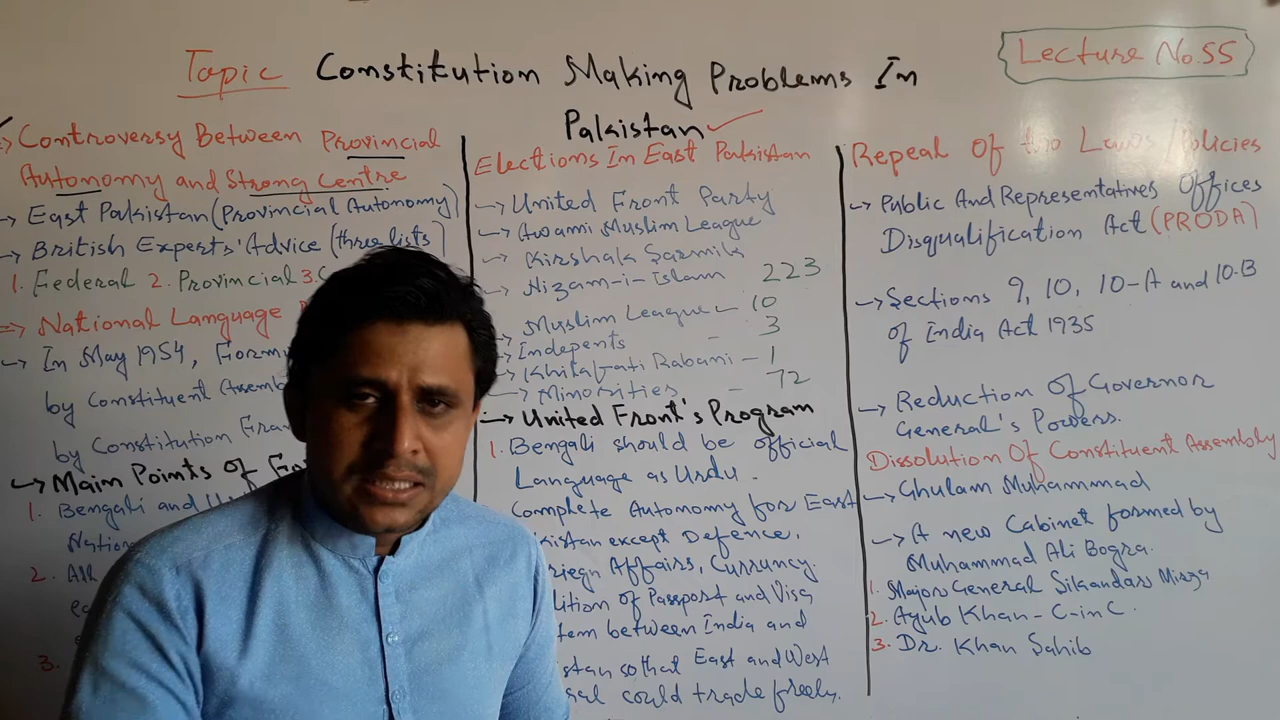 Topic Constitution Making Problems In
Pakistan
Lecture No.55
⇒ Controversy Between Provincial
Autonomy and Strong Centre
→ East Pakistan (Provincial Autonomy)
→ British Experts' Advice (three lists)
1. Federal 2. Provincial 3.
⇒ National Language
→ In May 1954,
by Constituent
by Constitution
→ Main Points of
1. Bengali and
2. All
3.
Elections In East Pakistan
→ United Front Party
→ Awami Muslim League
→ Kirshak Sarmik
→ Nizam-i-Islam 223
→ Muslim League - 10
→ Indepents - 3
→ Khilafati Rabani - 1
→ Minorities - 72
→ United Front's Program
1. Bengali should be official
Language as Urdu.
Complete Autonomy for East
except Defence,
Affairs, Curruncy.
of Passport and Visa
between India and
so that East and West
could trade freely.
Repeal Of two Laws/Policies
→ Public And Representatives Offices
Disqualification Act (PRODA)
→ Sections 9, 10, 10-A and 10-B
of India Act 1935
→ Reduction Of Governor
General's Powers.
Dissolution Of Constituent Assembly
→ Ghulam Muhammad
→ A new Cabinet formed by
Muhammad Ali Bogra.
1. Major General Sikandar Mirza
2. Ayub Khan - C-in C.
3. Dr. Khan Sahib